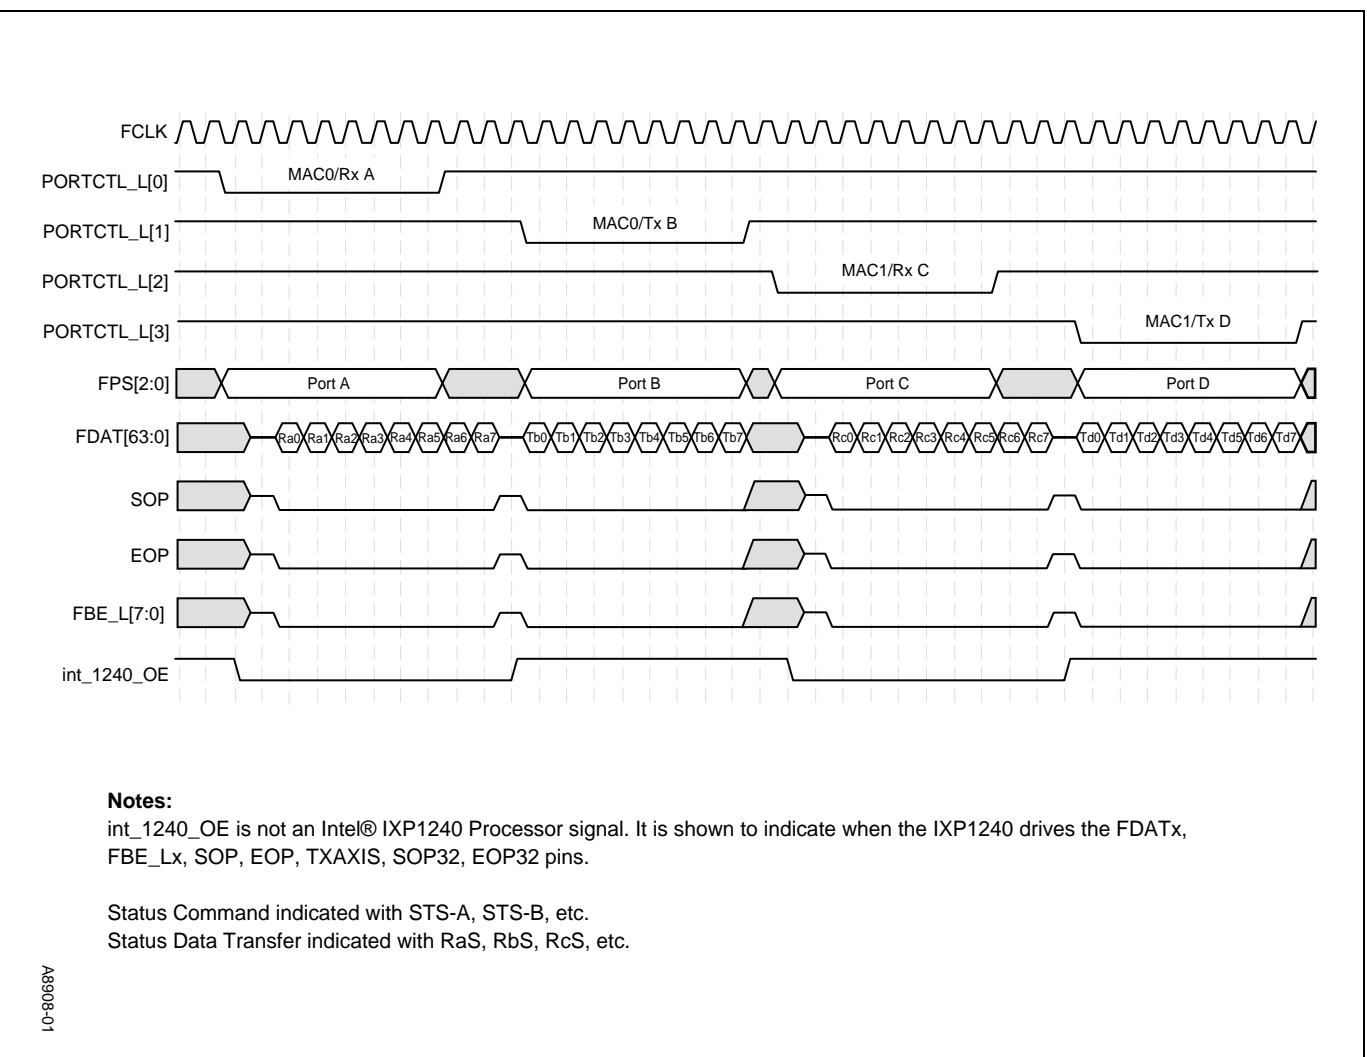 FCLK
PORTCTL_L[0] MAC0/Rx A
PORTCTL_L[1] MAC0/Tx B
PORTCTL_L[2] MAC1/Rx C
PORTCTL_L[3] MAC1/Tx D
FPS[2:0] Port A Port B Port C Port D
FDAT[63:0] Ra0 Ra1 Ra2 Ra3 Ra4 Ra5 Ra6 Ra7 Tb0 Tb1 Tb2 Tb3 Tb4 Tb5 Tb6 Tb7 Rc0 Rc1 Rc2 Rc3 Rc4 Rc5 Rc6 Rc7 Td0 Td1 Td2 Td3 Td4 Td5 Td6 Td7
SOP
EOP
FBE_L[7:0]
int_1240_OE
Notes:
int_1240_OE is not an Intel® IXP1240 Processor signal. It is shown to indicate when the IXP1240 drives the FDATx,
FBE_Lx, SOP, EOP, TXAXIS, SOP32, EOP32 pins.
Status Command indicated with STS-A, STS-B, etc.
Status Data Transfer indicated with RaS, RbS, RcS, etc.
A8908-01